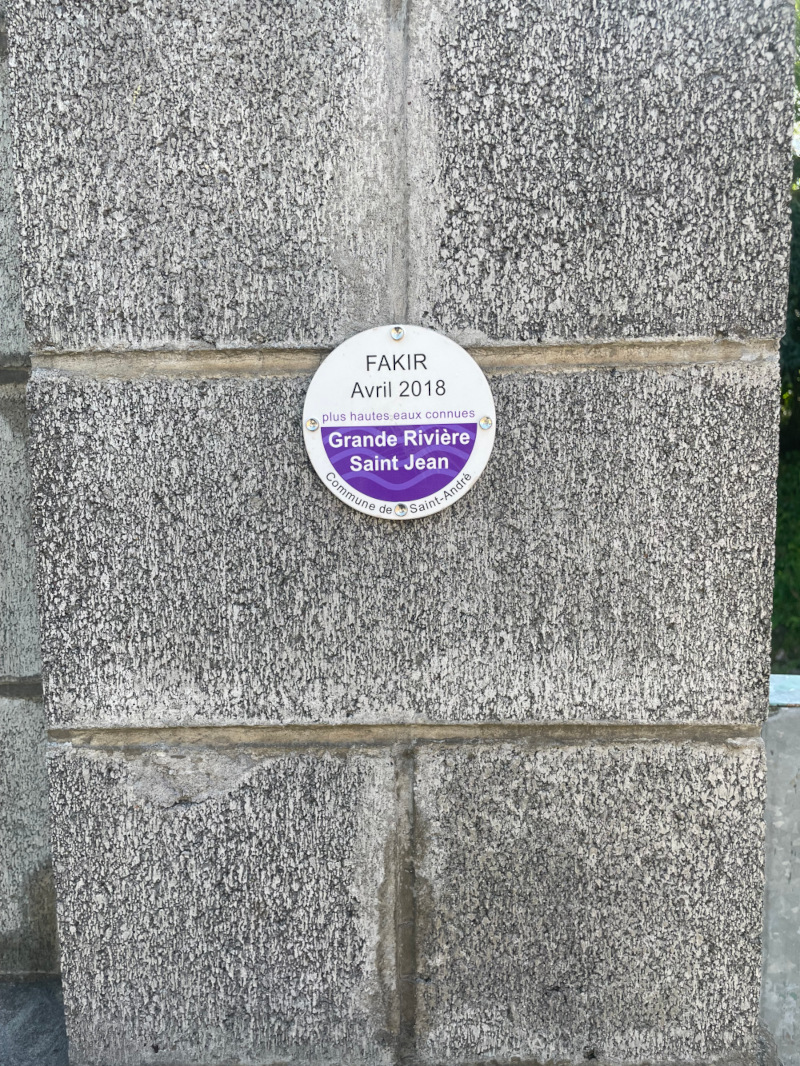 FAKIR
Avril 2018
plus hautes eaux connues
Grande Rivière
Saint Jean
Commune de Saint-André